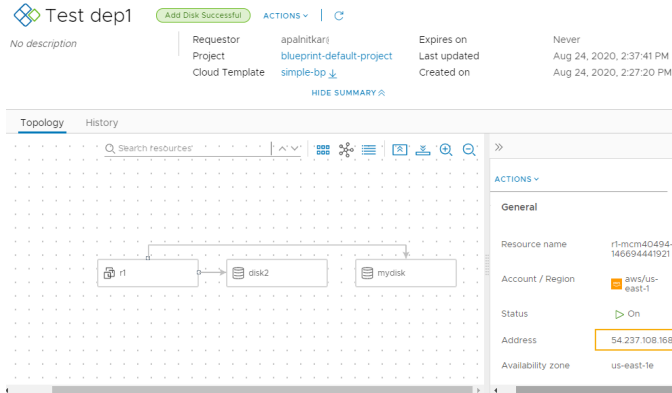 Test dep1
Add Disk Successful
ACTIONS
No description
Requestor apalnitkar
Expires on Never
Project blueprint-default-project
Last updated Aug 24, 2020, 2:37:41 PM
Cloud Template simple-bp
Created on Aug 24, 2020, 2:27:20 PM
HIDE SUMMARY
Topology History
Search resources
ACTIONS
General
Resource name r1-mcm40494-
146694441921
r1 disk2 mydisk
Account / Region aws/us-
east-1
Status On
Address 54.237.108.168
Availability zone us-east-1e